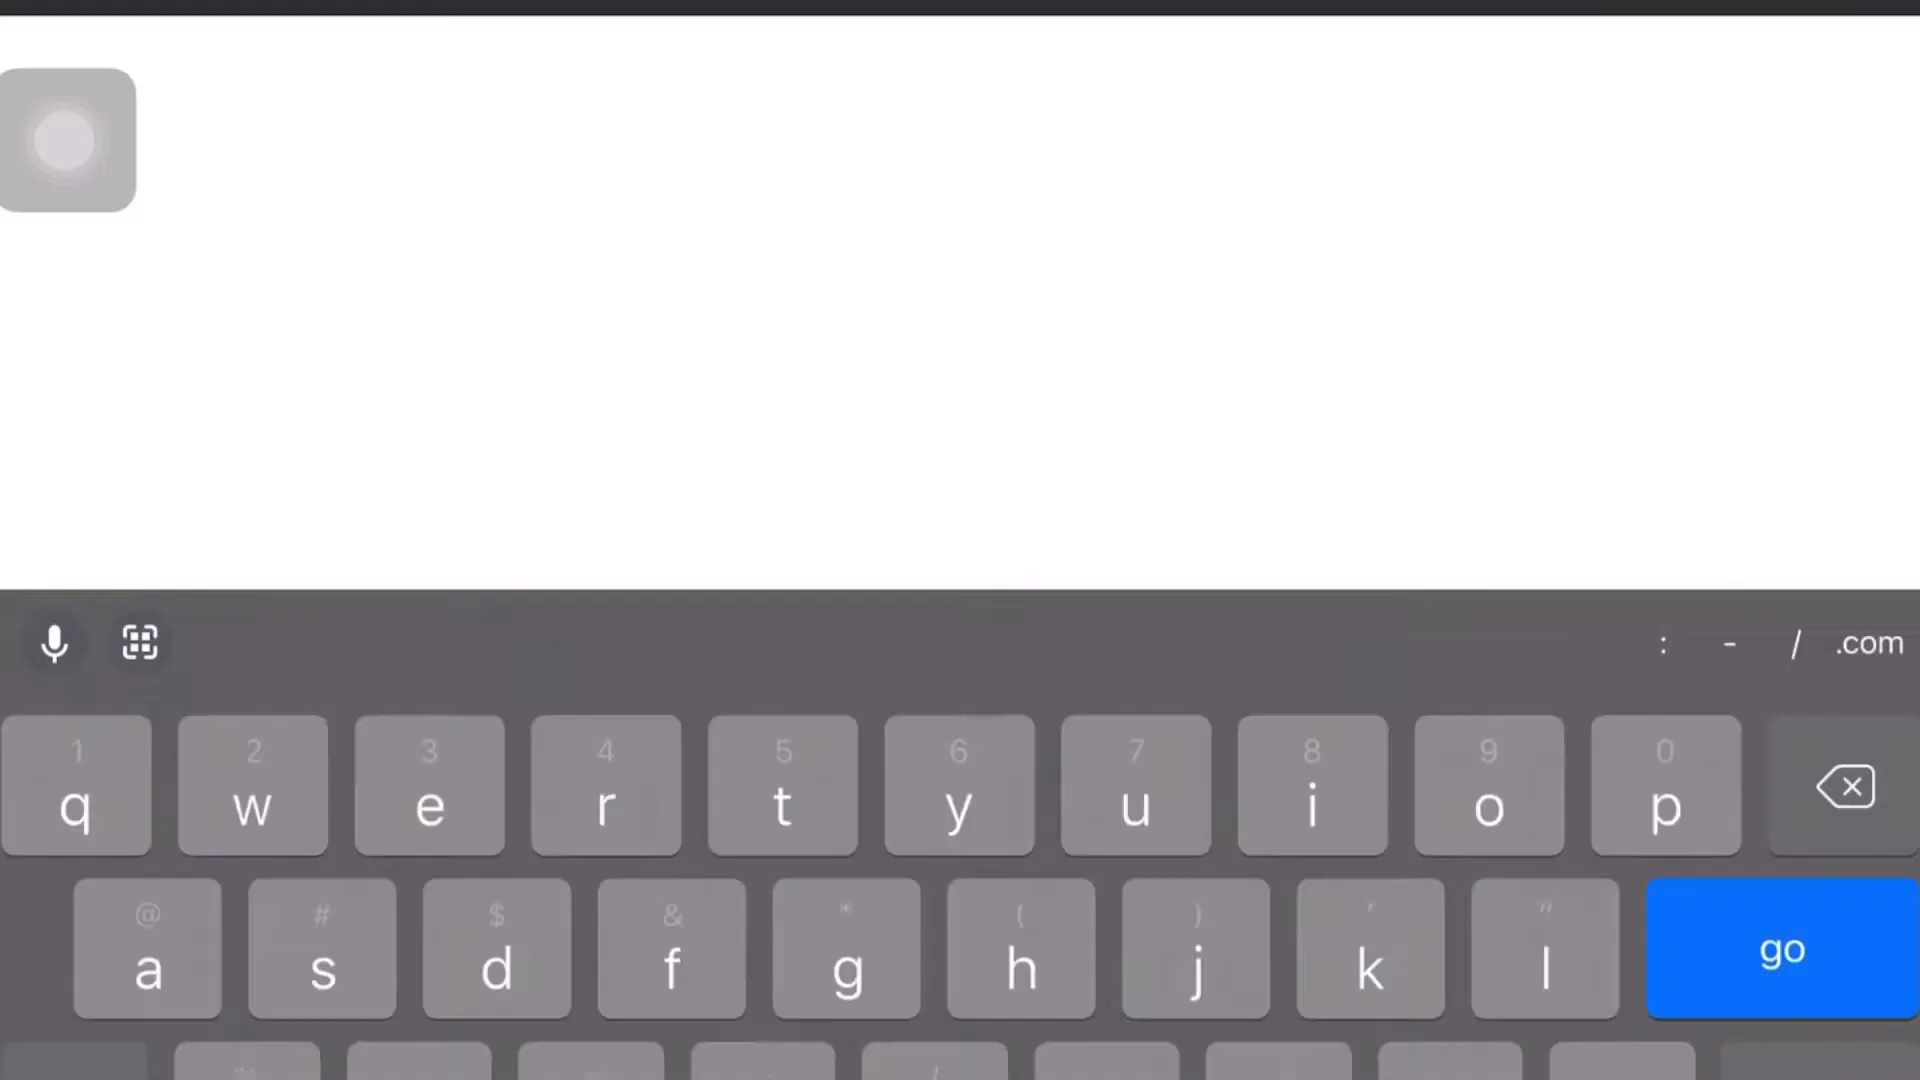 : - / .com
1 2 3 4 5 6 7 8 9 0
q w e r t y u i o p
@ # $ & * ( ) ' "
a s d f g h j k l go